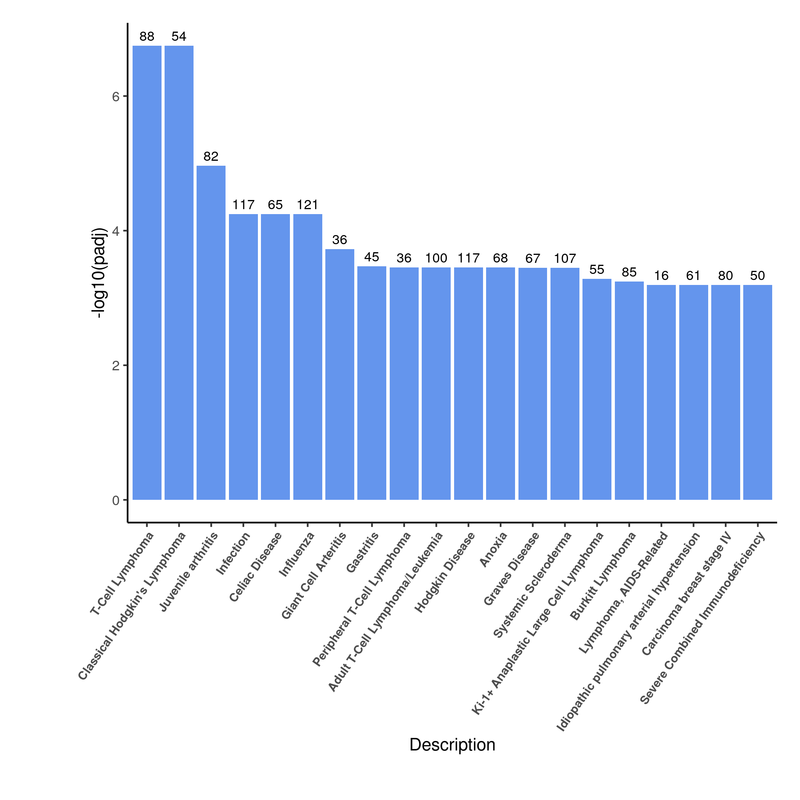 88 54
82
117 65 121
36
45 36 100 117 68 67 107
55 85 16 61 80 50
6
4
2
0
-log10(padj)
T-Cell Lymphoma
Classical Hodgkin's Lymphoma
Juvenile arthritis
Infection
Celiac Disease
Influenza
Giant Cell Arteritis
Gastritis
Peripheral T-Cell Lymphoma
Adult T-Cell Lymphoma/Leukemia
Hodgkin Disease
Anoxia
Graves Disease
Systemic Scleroderma
Ki-1+ Anaplastic Large Cell Lymphoma
Burkitt Lymphoma
Lymphoma, AIDS-Related
Idiopathic pulmonary arterial hypertension
Carcinoma breast stage IV
Severe Combined Immunodeficiency
Description